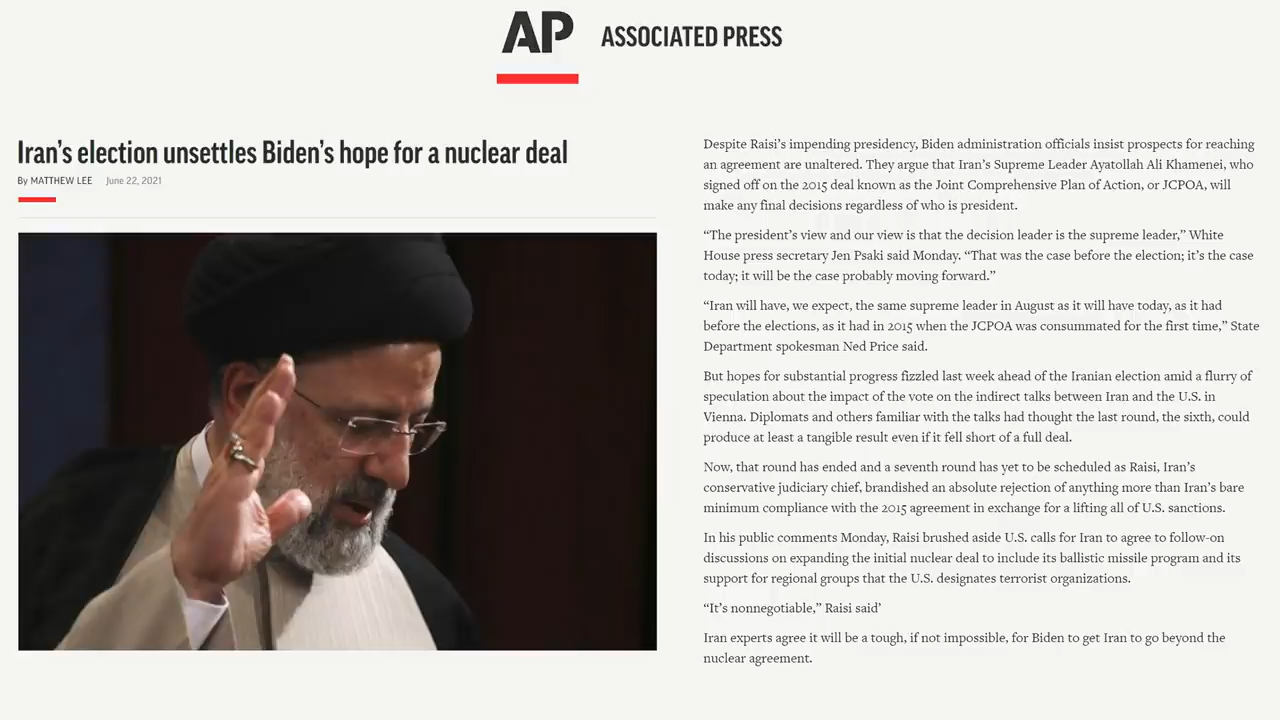 AP ASSOCIATED PRESS
Iran’s election unsettles Biden’s hope for a nuclear deal
By MATTHEW LEE June 22, 2021
Despite Raisi’s impending presidency, Biden administration officials insist prospects for reaching
an agreement are unaltered. They argue that Iran’s Supreme Leader Ayatollah Ali Khamenei, who
signed off on the 2015 deal known as the Joint Comprehensive Plan of Action, or JCPOA, will
make any final decisions regardless of who is president.
“The president’s view and our view is that the decision leader is the supreme leader,” White
House press secretary Jen Psaki said Monday. “That was the case before the election; it’s the case
today; it will be the case probably moving forward.”
“Iran will have, we expect, the same supreme leader in August as it will have today, as it had
before the elections, as it had in 2015 when the JCPOA was consummated for the first time,” State
Department spokesman Ned Price said.
But hopes for substantial progress fizzled last week ahead of the Iranian election amid a flurry of
speculation about the impact of the vote on the indirect talks between Iran and the U.S. in
Vienna. Diplomats and others familiar with the talks had thought the last round, the sixth, could
produce at least a tangible result even if it fell short of a full deal.
Now, that round has ended and a seventh round has yet to be scheduled as Raisi, Iran’s
conservative judiciary chief, brandished an absolute rejection of anything more than Iran’s bare
minimum compliance with the 2015 agreement in exchange for a lifting all of U.S. sanctions.
In his public comments Monday, Raisi brushed aside U.S. calls for Iran to agree to follow-on
discussions on expanding the initial nuclear deal to include its ballistic missile program and its
support for regional groups that the U.S. designates terrorist organizations.
“It’s nonnegotiable,” Raisi said’
Iran experts agree it will be a tough, if not impossible, for Biden to get Iran to go beyond the
nuclear agreement.